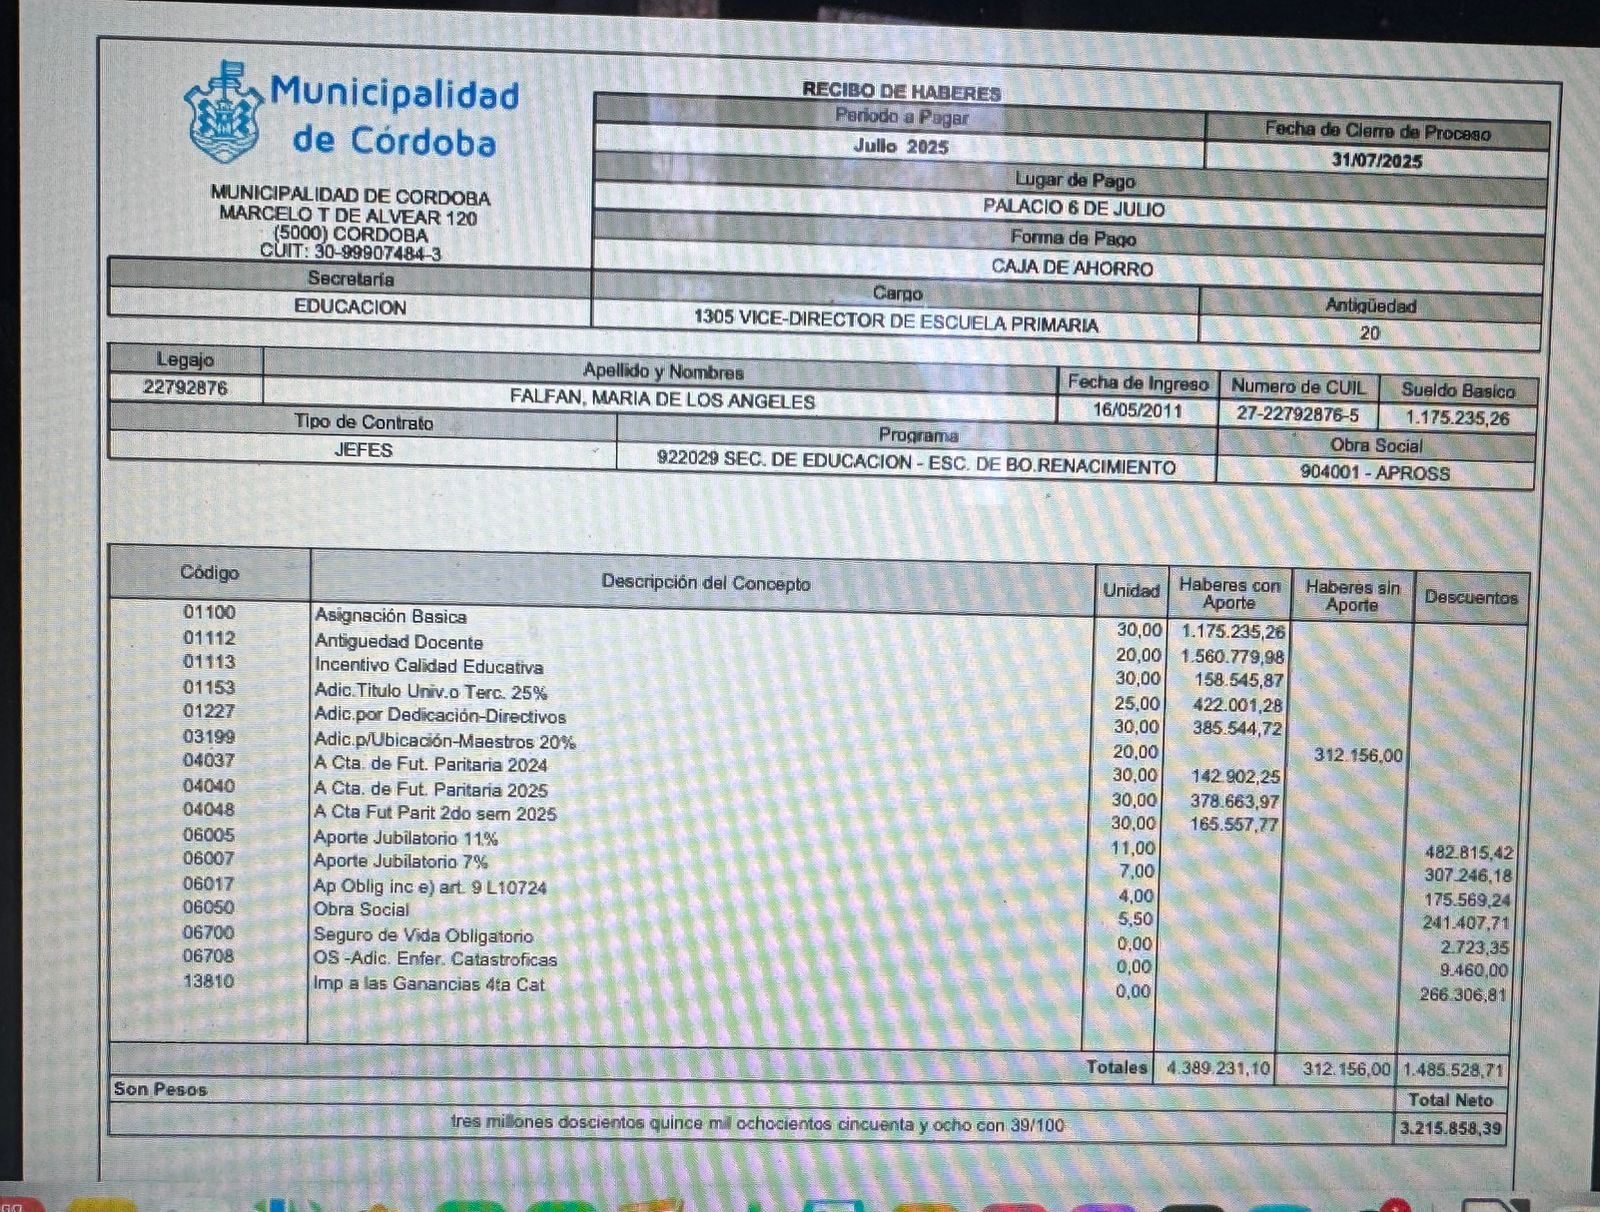 Municipalidad
de Córdoba
MUNICIPALIDAD DE CORDOBA
MARCELO T DE ALVEAR 120
(5000) CORDOBA
CUIT: 30-99907484-3
RECIBO DE HABERES
Periodo a Pagar
Fecha de Cierre de Proceso
Julio 2025
31/07/2025
Lugar de Pago
PALACIO 6 DE JULIO
Forma de Pago
CAJA DE AHORRO
Secretaría
Cargo
Antigüedad
EDUCACION
1305 VICE-DIRECTOR DE ESCUELA PRIMARIA
20
Legajo
Apellido y Nombres
Fecha de Ingreso
Numero de CUIL
Sueldo Basico
22792876
FALFAN, MARIA DE LOS ANGELES
16/05/2011
27-22792876-5
1.175.235,26
Tipo de Contrato
Programa
Obra Social
JEFES
922029 SEC. DE EDUCACION - ESC. DE BO.RENACIMIENTO
904001 - APROSS
Código Descripción del Concepto Unidad Haberes con Aporte Haberes sin Aporte Descuentos
01100 Asignación Basica 30,00 1.175.235,26
01112 Antiguedad Docente 20,00 1.560.779,98
01113 Incentivo Calidad Educativa 30,00 158.545,87
01153 Adic.Titulo Univ.o Terc. 25% 25,00 422.001,28
01227 Adic.por Dedicación-Directivos 30,00 385.544,72
03199 Adic.p/Ubicación-Maestros 20% 20,00 312.156,00
04037 A Cta. de Fut. Paritaria 2024 30,00 142.902,25
04040 A Cta. de Fut. Paritaria 2025 30,00 378.663,97
04048 A Cta Fut Parit 2do sem 2025 30,00 165.557,77
06005 Aporte Jubilatorio 11% 11,00 482.815,42
06007 Aporte Jubilatorio 7% 7,00 307.246,18
06017 Ap Oblig inc e) art. 9 L10724 4,00 175.569,24
06050 Obra Social 5,50 241.407,71
06700 Seguro de Vida Obligatorio 0,00 2.723,35
06708 OS -Adic. Enfer. Catastroficas 0,00 9.460,00
13810 Imp a las Ganancias 4ta Cat 0,00 266.306,81
Totales 4.389.231,10 312.156,00 1.485.528,71
Son Pesos
Total Neto
tres millones doscientos quince mil ochocientos cincuenta y ocho con 39/100
3.215.858,39